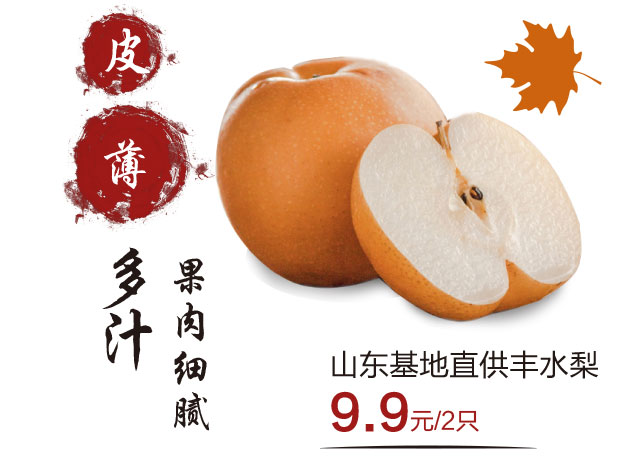 皮薄
多汁
果肉细腻
山东基地直供丰水梨
9.9元/2只